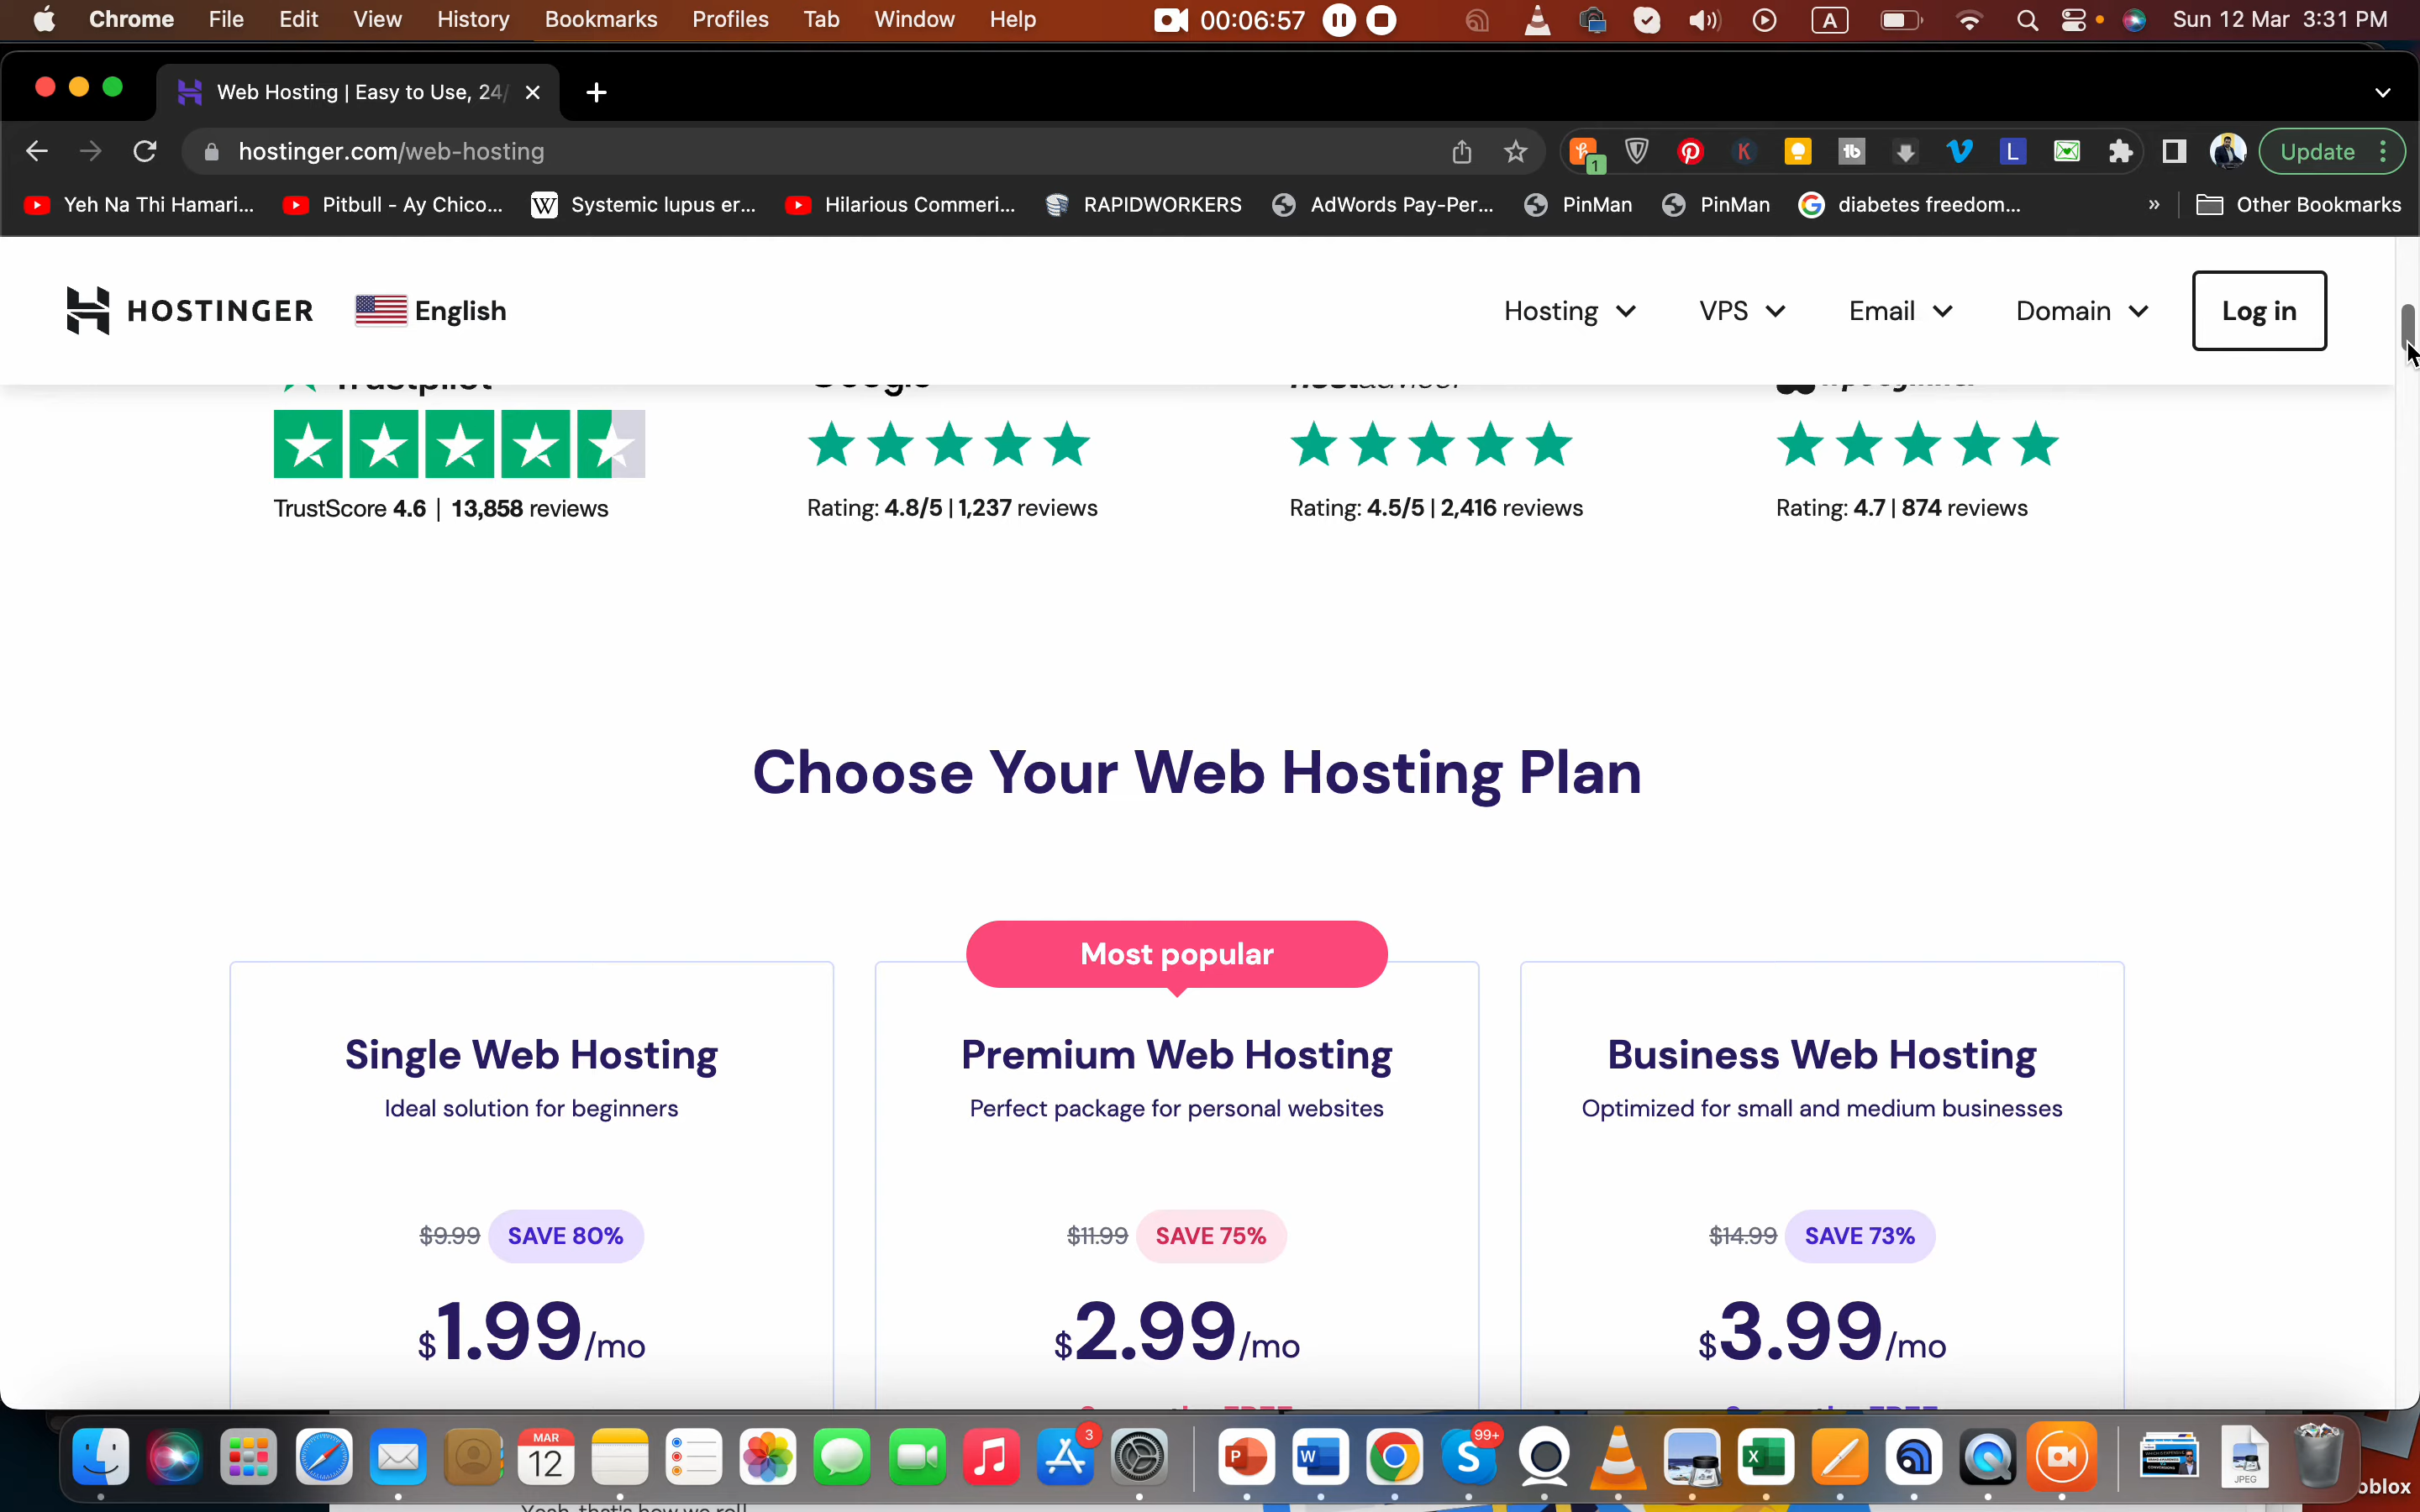 Chrome File Edit View History Bookmarks Profiles Tab Window Help 00:06:57 A Sun 12 Mar 3:31 PM
Web Hosting | Easy to Use, 24/
hostinger.com/web-hosting
1 K tb L Update
Yeh Na Thi Hamari... Pitbull - Ay Chico... W Systemic lupus er... Hilarious Commeri... RAPIDWORKERS AdWords Pay-Per... PinMan PinMan diabetes freedom... » Other Bookmarks
HOSTINGER English Hosting VPS Email Domain Log in
TrustScore 4.6 | 13,858 reviews
Rating: 4.8/5 | 1,237 reviews
Rating: 4.5/5 | 2,416 reviews
Rating: 4.7 | 874 reviews
Choose Your Web Hosting Plan
Most popular
Single Web Hosting
Ideal solution for beginners
$9.99 SAVE 80%
$1.99/mo
Premium Web Hosting
Perfect package for personal websites
$11.99 SAVE 75%
$2.99/mo
Business Web Hosting
Optimized for small and medium businesses
$14.99 SAVE 73%
$3.99/mo
MAR
12
3
P
W
S
99+
X
JPEG
oblox